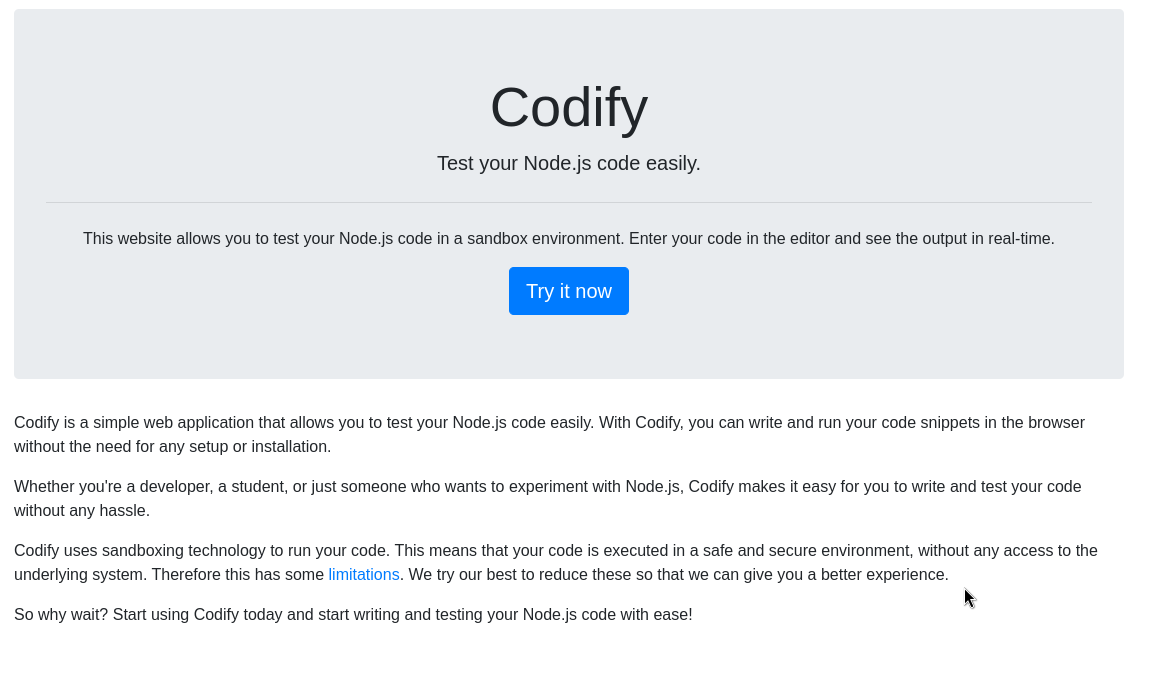 Codify
Test your Node.js code easily.
This website allows you to test your Node.js code in a sandbox environment. Enter your code in the editor and see the output in real-time.
Try it now
Codify is a simple web application that allows you to test your Node.js code easily. With Codify, you can write and run your code snippets in the browser
without the need for any setup or installation.
Whether you're a developer, a student, or just someone who wants to experiment with Node.js, Codify makes it easy for you to write and test your code
without any hassle.
Codify uses sandboxing technology to run your code. This means that your code is executed in a safe and secure environment, without any access to the
underlying system. Therefore this has some limitations. We try our best to reduce these so that we can give you a better experience.
So why wait? Start using Codify today and start writing and testing your Node.js code with ease!